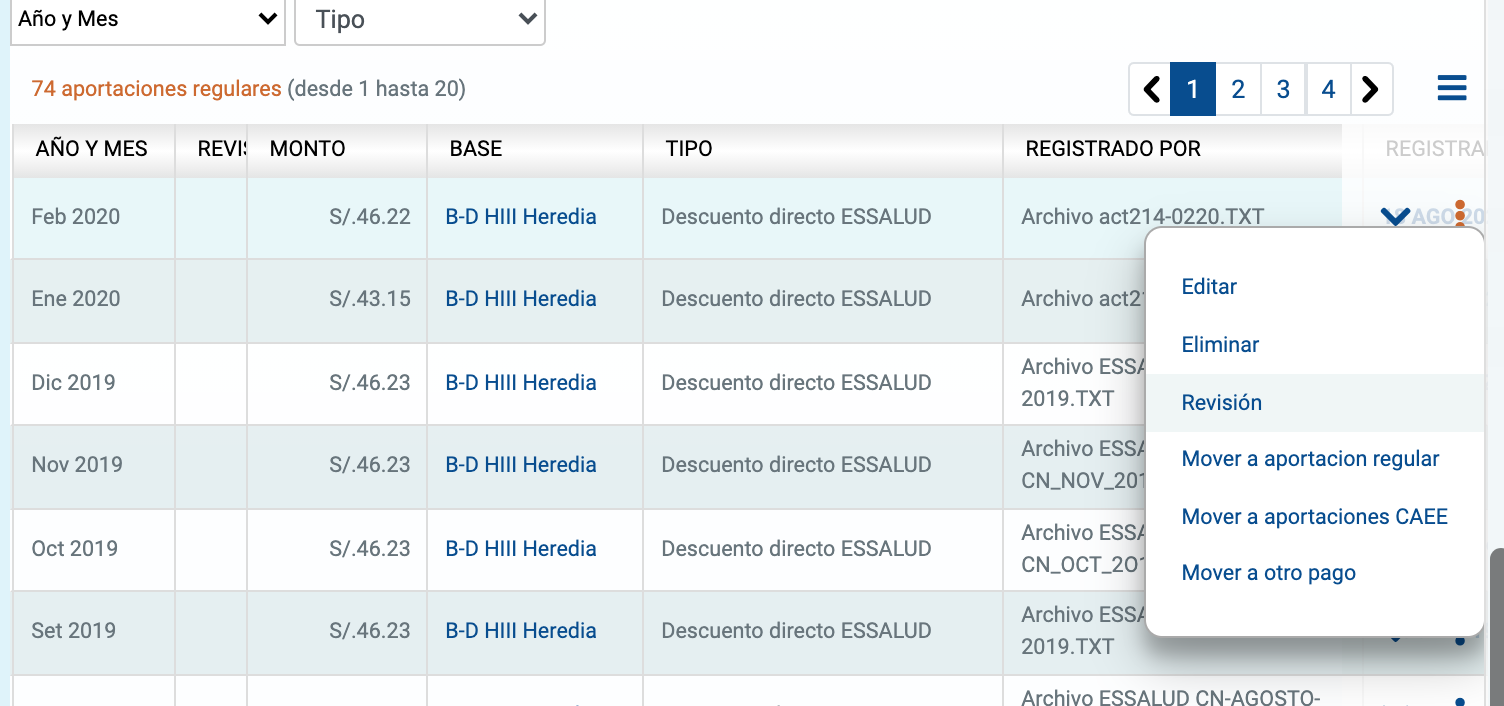 Año y Mes
Tipo
74 aportaciones regulares (desde 1 hasta 20)
1 2 3 4
AÑO Y MES REVIS MONTO BASE TIPO REGISTRADO POR REGISTRA
Feb 2020 S/.46.22 B-D HIII Heredia Descuento directo ESSALUD Archivo act214-0220.TXT AGO 20
Ene 2020 S/.43.15 B-D HIII Heredia Descuento directo ESSALUD Archivo act21
Dic 2019 S/.46.23 B-D HIII Heredia Descuento directo ESSALUD Archivo ESSA
2019.TXT
Nov 2019 S/.46.23 B-D HIII Heredia Descuento directo ESSALUD Archivo ESSA
CN_NOV_201
Oct 2019 S/.46.23 B-D HIII Heredia Descuento directo ESSALUD Archivo ESSA
CN_OCT_201
Set 2019 S/.46.23 B-D HIII Heredia Descuento directo ESSALUD Archivo ESSA
2019.TXT
Archivo ESSALUD CN-AGOSTO-
Editar
Eliminar
Revisión
Mover a aportacion regular
Mover a aportaciones CAEE
Mover a otro pago